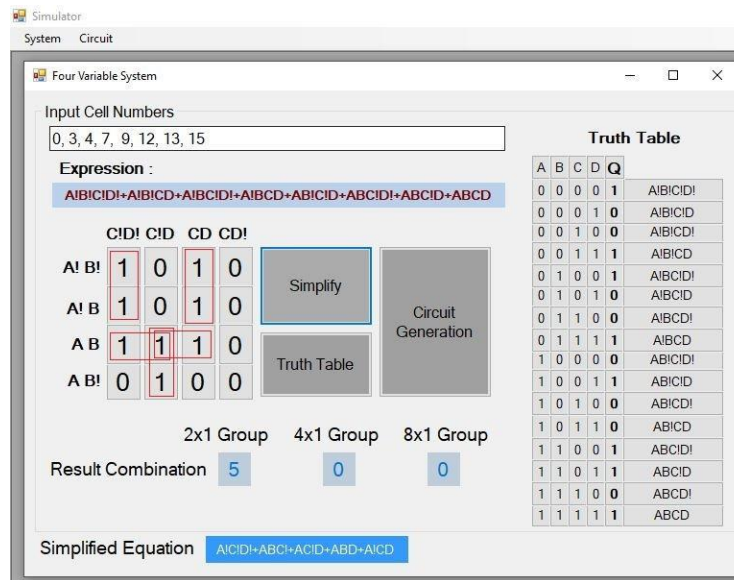 Simulator
System Circuit
Four Variable System
Input Cell Numbers
0, 3, 4, 7, 9, 12, 13, 15
Expression :
A!B!C!D!+A!B!CD+A!BC!D!+A!BCD+AB!C!D+ABC!D!+ABC!D+ABCD
C!D! C!D CD CD!
A! B! 1 0 1 0
A! B 1 0 1 0
A B 1 1 1 0
A B! 0 1 0 0
Simplify
Truth Table
Circuit
Generation
2x1 Group 4x1 Group 8x1 Group
Result Combination 5 0 0
Simplified Equation A!C!D!+ABC!+AC!D+ABD+A!CD
Truth Table
A B C D Q
0 0 0 0 1 A!B!C!D!
0 0 0 1 0 A!B!C!D
0 0 1 0 0 A!B!CD!
0 0 1 1 1 A!B!CD
0 1 0 0 1 A!BC!D!
0 1 0 1 0 A!BC!D
0 1 1 0 0 A!BCD!
0 1 1 1 1 A!BCD
1 0 0 0 0 AB!C!D!
1 0 0 1 1 AB!C!D
1 0 1 0 0 AB!CD!
1 0 1 1 0 AB!CD
1 1 0 0 1 ABC!D!
1 1 0 1 1 ABC!D
1 1 1 0 0 ABCD!
1 1 1 1 1 ABCD